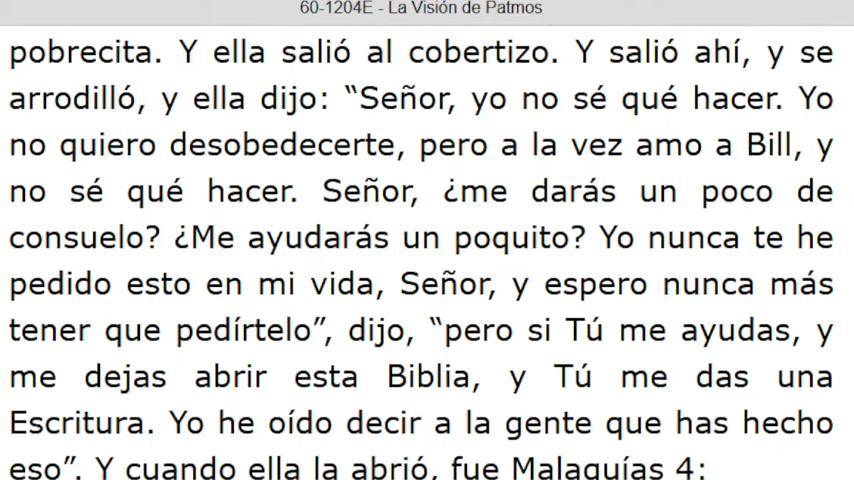 60-1204E - La Visión de Patmos
pobrecita. Y ella salió al cobertizo. Y salió ahí, y se
arrodilló, y ella dijo: “Señor, yo no sé qué hacer. Yo
no quiero desobedecerte, pero a la vez amo a Bill, y
no sé qué hacer. Señor, ¿me darás un poco de
consuelo? ¿Me ayudarás un poquito? Yo nunca te he
pedido esto en mi vida, Señor, y espero nunca más
tener que pedírtelo”, dijo, “pero si Tú me ayudas, y
me dejas abrir esta Biblia, y Tú me das una
Escritura. Yo he oído decir a la gente que has hecho
eso”. Y cuando ella la abrió, fue Malaquías 4: